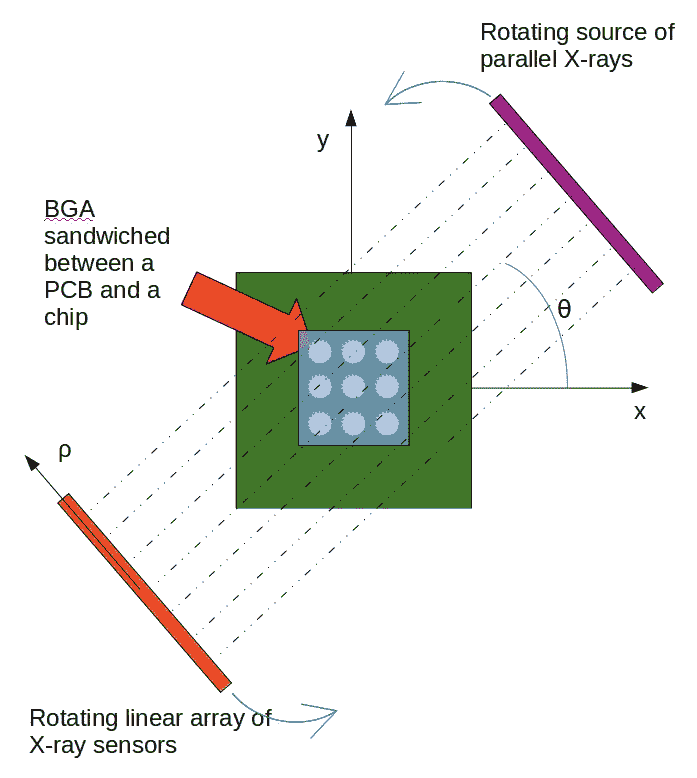 Rotating source of
parallel X-rays
y
BGA
sandwiched
between a
PCB and a
chip
θ
x
ρ
Rotating linear array of
X-ray sensors